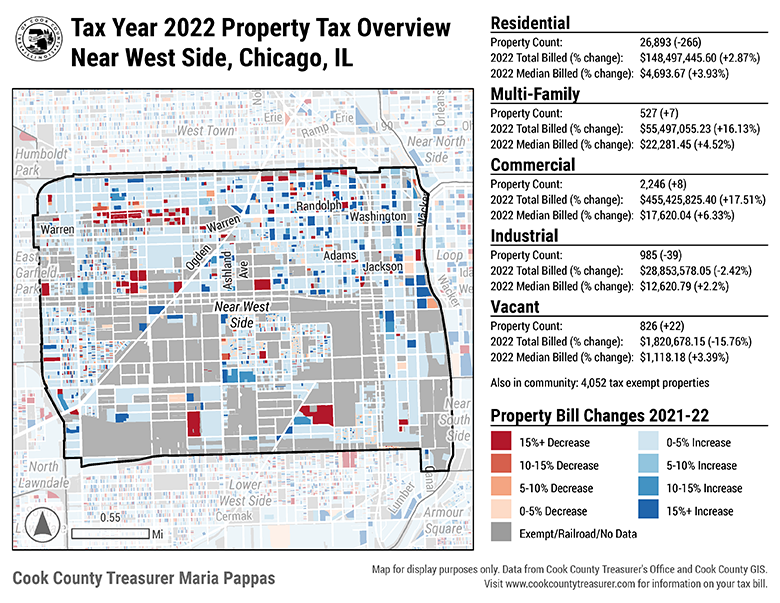 Tax Year 2022 Property Tax Overview
Near West Side, Chicago, IL
Residential
Property Count: 26,893 (-266)
2022 Total Billed (% change): $148,497,445.60 (+2.87%)
2022 Median Billed (% change): $4,693.67 (+3.93%)
Multi-Family
Property Count: 527 (+7)
2022 Total Billed (% change): $55,497,055.23 (+16.13%)
2022 Median Billed (% change): $22,281.45 (+4.52%)
Commercial
Property Count: 2,246 (+8)
2022 Total Billed (% change): $455,425,825.40 (+17.51%)
2022 Median Billed (% change): $17,620.04 (+6.33%)
Industrial
Property Count: 985 (-39)
2022 Total Billed (% change): $28,853,578.05 (-2.42%)
2022 Median Billed (% change): $12,620.79 (+2.2%)
Vacant
Property Count: 826 (+22)
2022 Total Billed (% change): $1,820,678.15 (-15.76%)
2022 Median Billed (% change): $1,118.18 (+3.39%)
Also in community: 4,052 tax exempt properties
Property Bill Changes 2021-22
15%+ Decrease
10-15% Decrease
5-10% Decrease
0-5% Decrease
0-5% Increase
5-10% Increase
10-15% Increase
15%+ Increase
Exempt/Railroad/No Data
West Town
Erie
Erie
Ramp
I 90
Orleans
Near North
Side
Humboldt
Park
Warren
Warren
Randolph
Washington
Wacker
East
Garfield
Park
Ogden
Ashland
Ave
Adams
Jackson
Loop
Wacker
Near West
Side
Near
South
Side
North
Lawndale
Lower
West Side
Cermak
Lumber
Canal
Armour
Square
0.55
Mi
Cook County Treasurer Maria Pappas
Map for display purposes only. Data from Cook County Treasurer's Office and Cook County GIS.
Visit www.cookcountytreasurer.com for information on your tax bill.